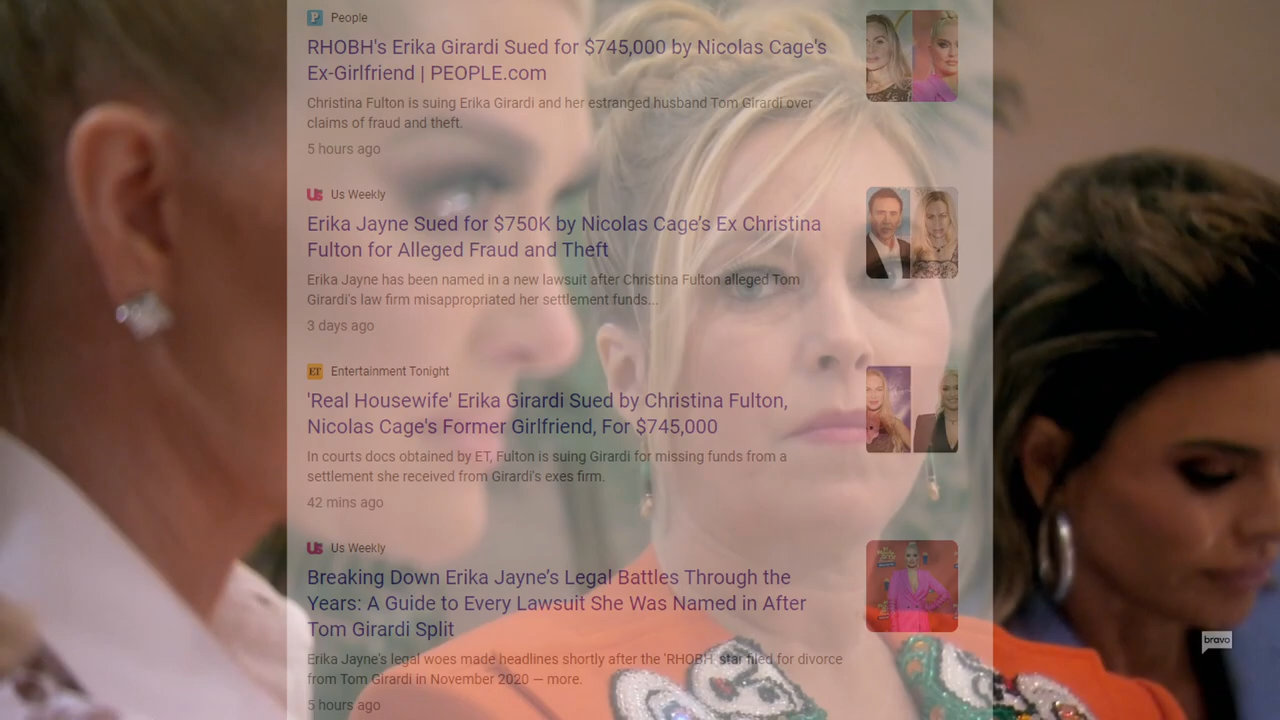 People
RHOBH's Erika Girardi Sued for $745,000 by Nicolas Cage's
Ex-Girlfriend | PEOPLE.com
Christina Fulton is suing Erika Girardi and her estranged husband Tom Girardi over
claims of fraud and theft.
5 hours ago
Us Weekly
Erika Jayne Sued for $750K by Nicolas Cage’s Ex Christina
Fulton for Alleged Fraud and Theft
Erika Jayne has been named in a new lawsuit after Christina Fulton alleged Tom
Girardi's law firm misappropriated her settlement funds...
3 days ago
ET Entertainment Tonight
'Real Housewife' Erika Girardi Sued by Christina Fulton,
Nicolas Cage's Former Girlfriend, For $745,000
In courts docs obtained by ET, Fulton is suing Girardi for missing funds from a
settlement she received from Girardi's exes firm.
42 mins ago
Us Us Weekly
Breaking Down Erika Jayne’s Legal Battles Through the
Years: A Guide to Every Lawsuit She Was Named in After
Tom Girardi Split
Erika Jayne's legal woes made headlines shortly after the 'RHOBH' star filed for divorce
from Tom Girardi in November 2020 — more.
5 hours ago
bravo